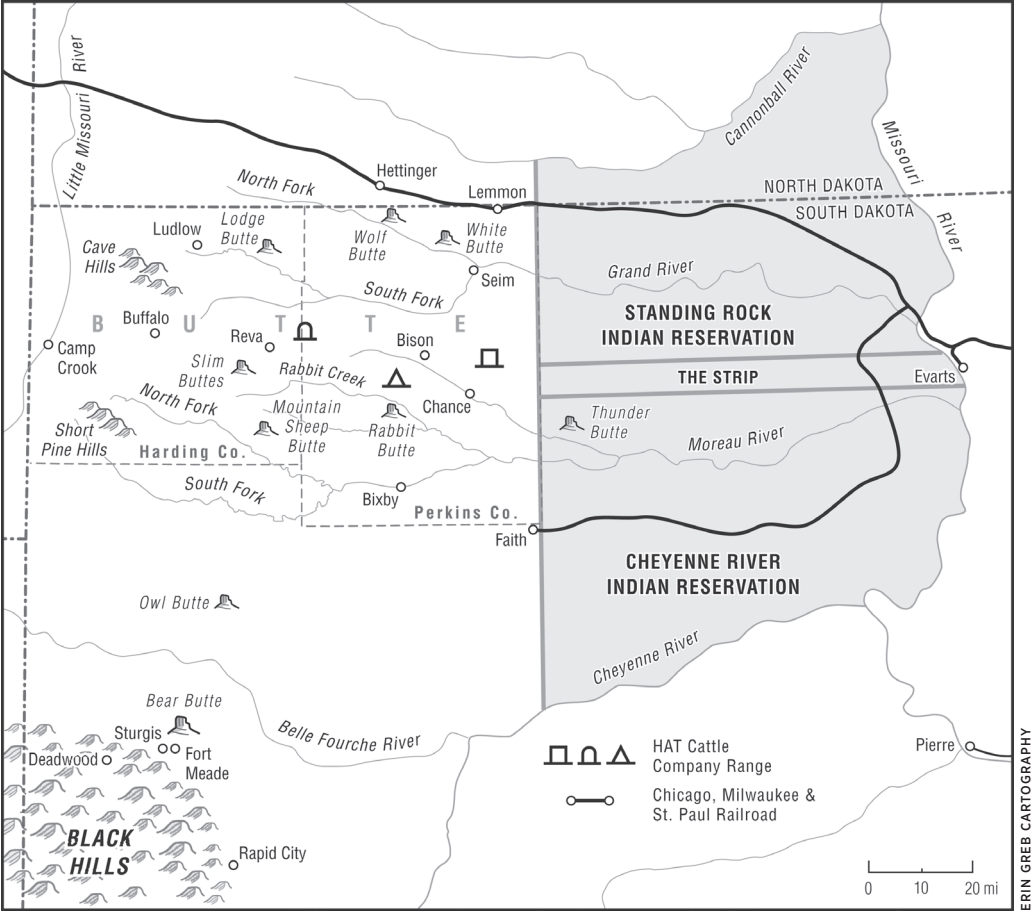 Little Missouri River
Cannonball River
Missouri River
Hettinger
North Fork
Lemmon
NORTH DAKOTA
SOUTH DAKOTA
Ludlow
Lodge
Butte
Wolf
Butte
White
Butte
Cave
Hills
Seim
Grand River
South Fork
STANDING ROCK
INDIAN RESERVATION
B U T T E
Buffalo
Reva
Bison
Camp
Crook
Slim
Buttes
Rabbit Creek
THE STRIP
Evarts
North Fork
Mountain
Sheep
Butte
Chance
Rabbit
Butte
Thunder
Butte
Short
Pine Hills
Moreau River
Harding Co.
South Fork
Bixby
Perkins Co.
Faith
CHEYENNE RIVER
INDIAN RESERVATION
Owl Butte
Cheyenne River
Bear Butte
Sturgis
Fort
Meade
Deadwood
Belle Fourche River
Pierre
HAT Cattle
Company Range
Chicago, Milwaukee &
St. Paul Railroad
BLACK
HILLS
Rapid City
0 10 20 mi
ERIN GREB CARTOGRAPHY